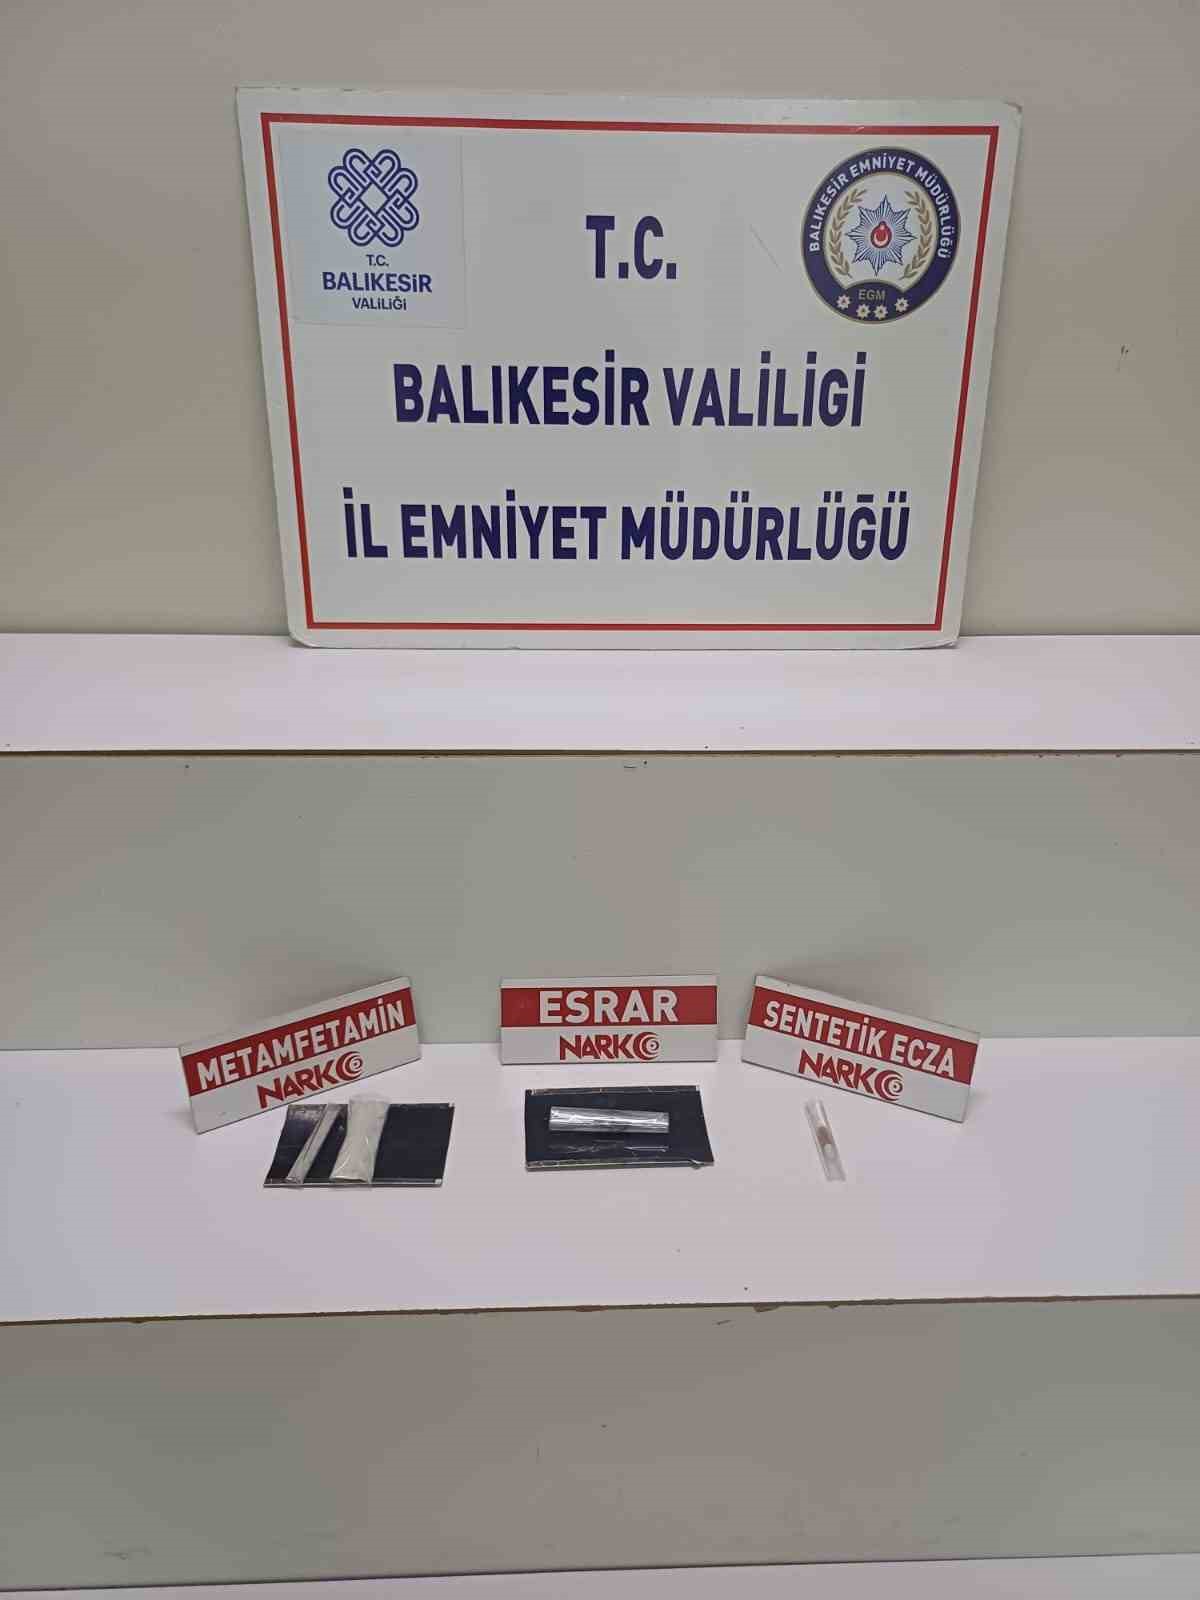 T.C.
BALIKESİR
VALİLİĞİ
T.C.
BALIKESİR EMNİYET MÜDÜRLÜĞÜ
EGM
BALIKESİR VALİLİGİ
İL EMNİYET MÜDÜRLÜĞÜ
METAMFETAMİN
NARKO
ESRAR
NARKO
SENTETİK ECZA
NARKO